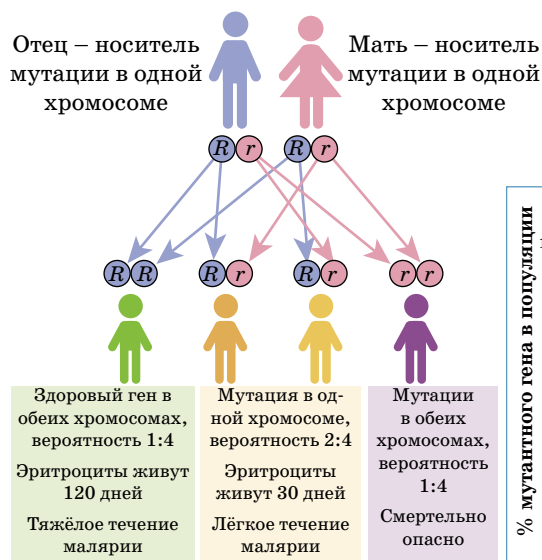 Отец – носитель
мутации в одной
хромосоме
Мать – носитель
мутации в одной
хромосоме
R r R r
R R R r R r r r
Здоровый ген в
обеих хромосомах,
вероятность 1:4
Эритроциты живут
120 дней
Тяжёлое течение
малярии
Мутация в од-
ной хромосоме,
вероятность 2:4
Эритроциты
живут 30 дней
Лёгкое течение
малярии
Мутации
в обеих
хромосомах,
вероятность
1:4
Смертельно
опасно
% мутантного гена в популяции